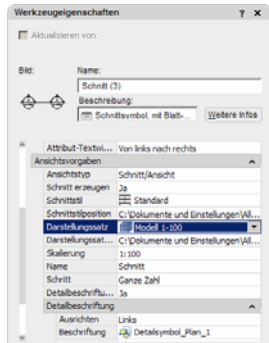 Werkzeugeigenschaften ? X
Aktualisieren von:
Bild: Name:
Schnitt (3)
Beschreibung:
Schnittsymbol, mit Blatt-... Weitere Infos
Attribut-Textwi... Von links nach rechts
Ansichtsvorgaben
Ansichtstyp Schnitt/Ansicht
Schnitt erzeugen Ja
Schnittstil Standard
Schnittstilposition C:\Dokumente und Einstellungen\All...
Darstellungssatz Modell 1-100
Darstellungssat... C:\Dokumente und Einstellungen\All...
Skalierung 1:100
Name Schnitt
Schritt Ganze Zahl
Detailbeschriftu... Ja
Detailbeschriftung
Ausrichten Links
Beschriftung Detailsymbol_Plan_1